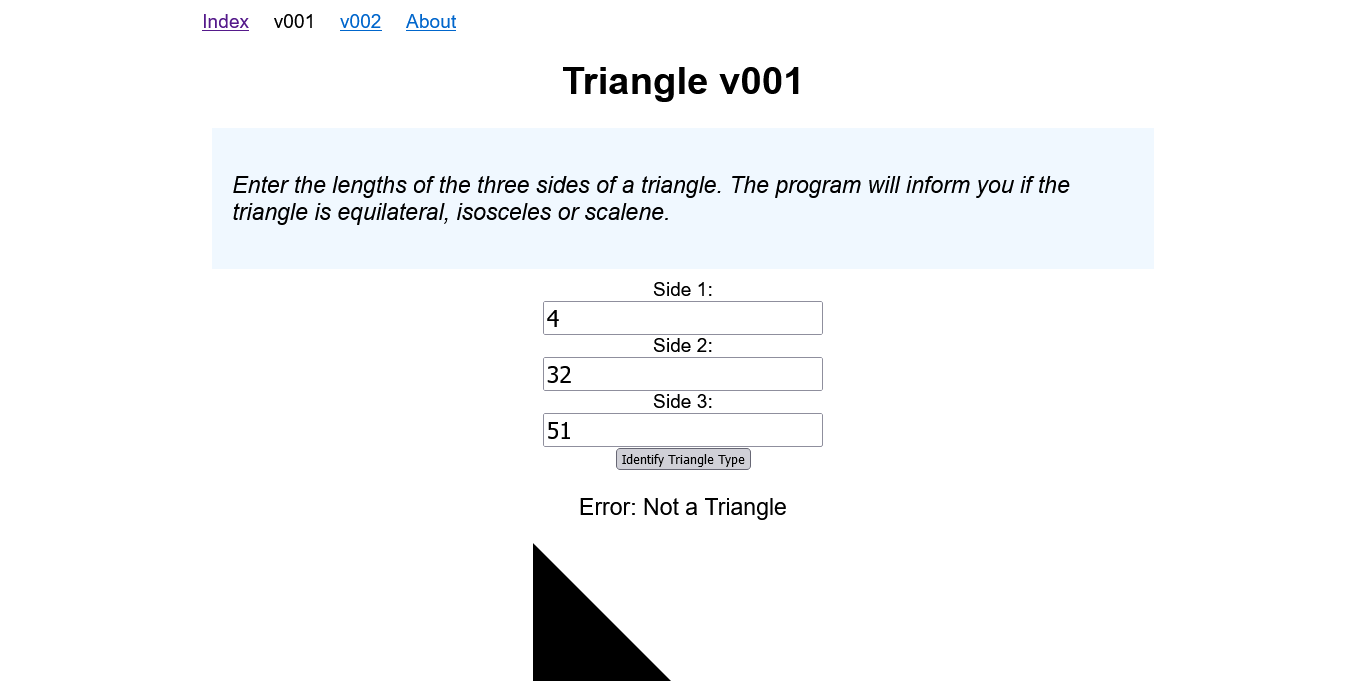 Index v001 v002 About
Triangle v001
Enter the lengths of the three sides of a triangle. The program will inform you if the
triangle is equilateral, isosceles or scalene.
Side 1:
4
Side 2:
32
Side 3:
51
Identify Triangle Type
Error: Not a Triangle